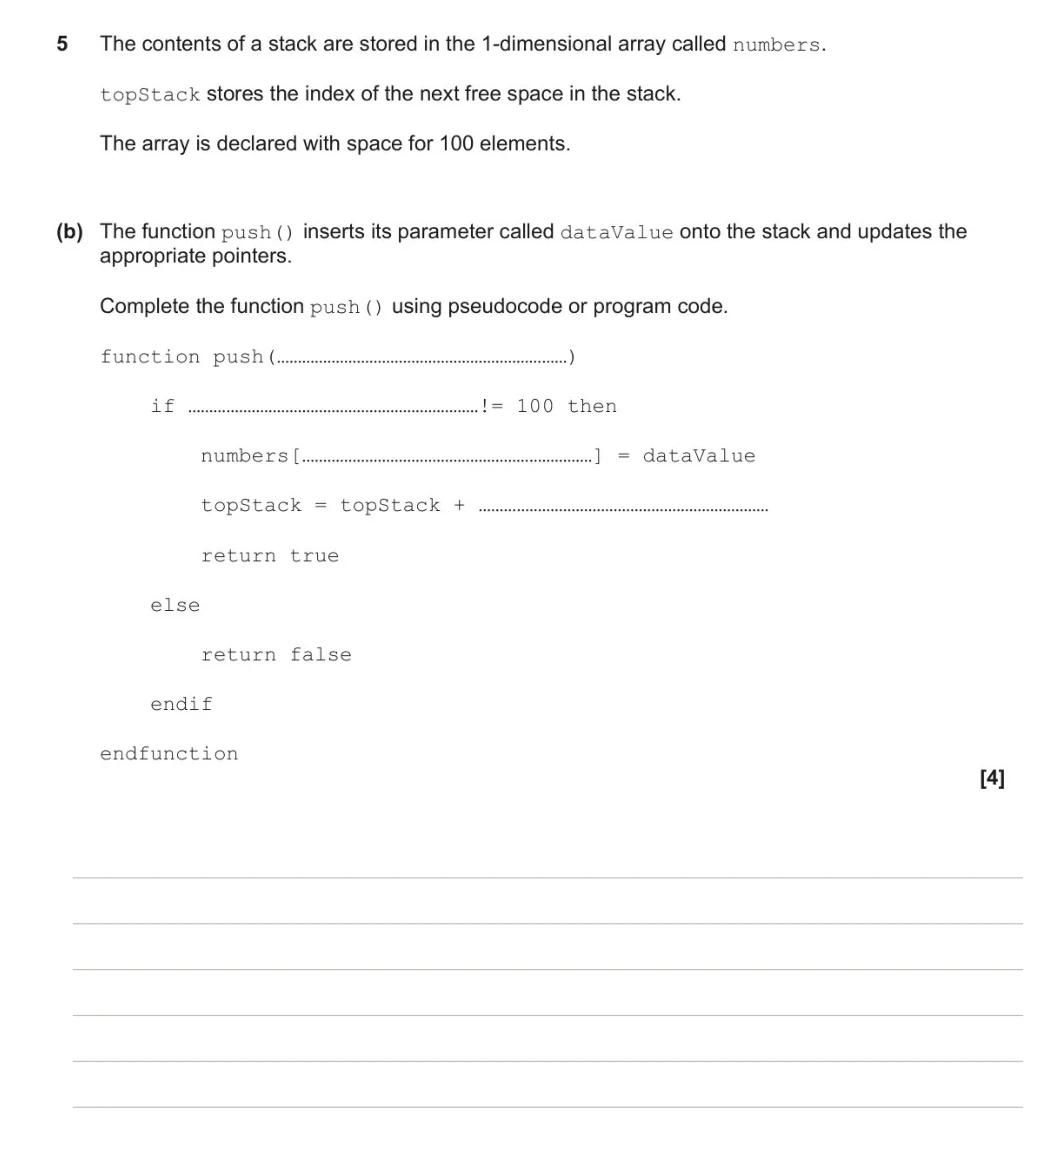 5 The contents of a stack are stored in the 1-dimensional array called numbers.
topStack stores the index of the next free space in the stack.
The array is declared with space for 100 elements.
(b) The function push() inserts its parameter called dataValue onto the stack and updates the
appropriate pointers.
Complete the function push() using pseudocode or program code.
function push(....................................................................)
if ....................................................................!= 100 then
numbers[....................................................................] = dataValue
topStack = topStack + ....................................................................
return true
else
return false
endif
endfunction
[4]